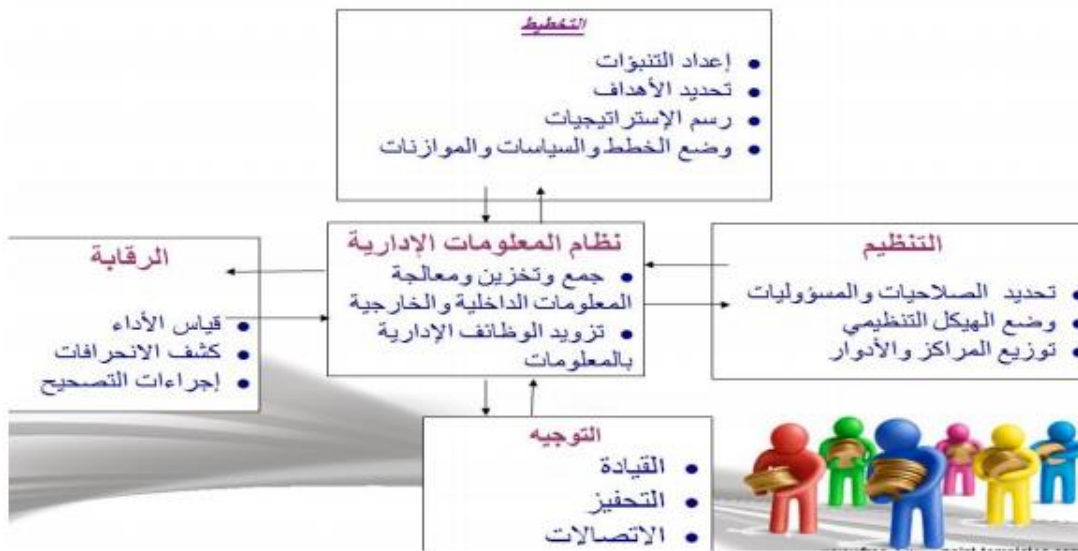 التخطيط
إعداد التنبؤات
تحديد الأهداف
رسم الإستراتيجيات
وضع الخطط والسياسات والموازنات
التنظيم
تحديد الصلاحيات والمسؤوليات
وضع الهيكل التنظيمي
توزيع المراكز والأدوار
نظام المعلومات الإدارية
جمع وتخزين ومعالجة
المعلومات الداخلية والخارجية
تزويد الوظائف الإدارية
بالمعلومات
الرقابة
قياس الأداء
كشف الانحرافات
إجراءات التصحيح
التوجيه
القيادة
التحفيز
الاتصالات